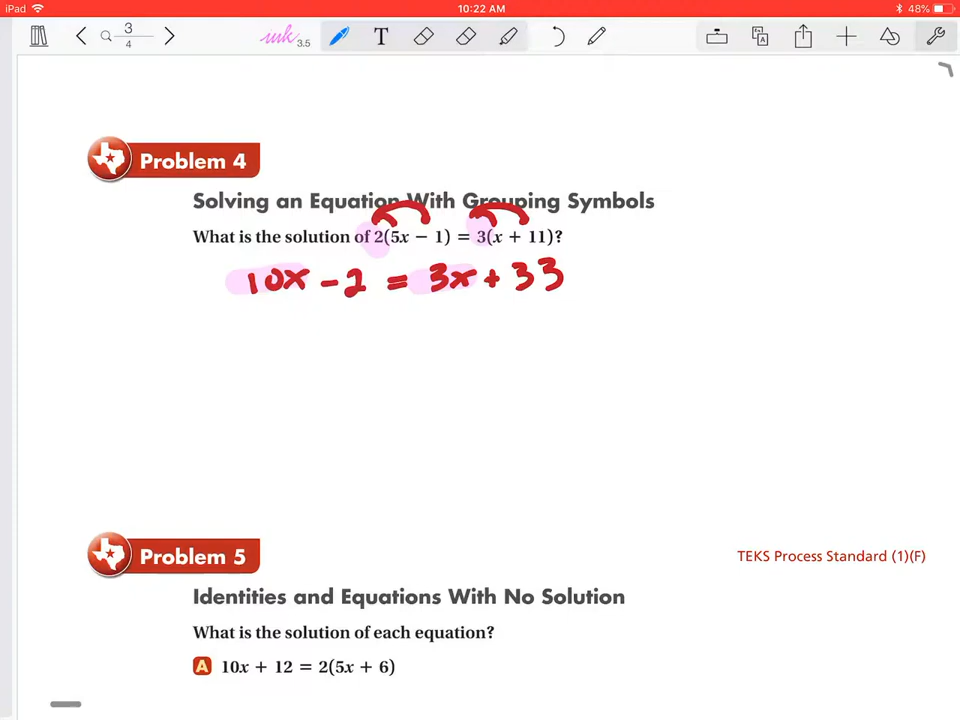 iPad 10:22 AM 48%
3
4
3.5
T
Problem 4
Solving an Equation With Grouping Symbols
What is the solution of 2(5x − 1) = 3(x + 11)?
10x - 2 = 3x + 33
Problem 5
TEKS Process Standard (1)(F)
Identities and Equations With No Solution
What is the solution of each equation?
A 10x + 12 = 2(5x + 6)